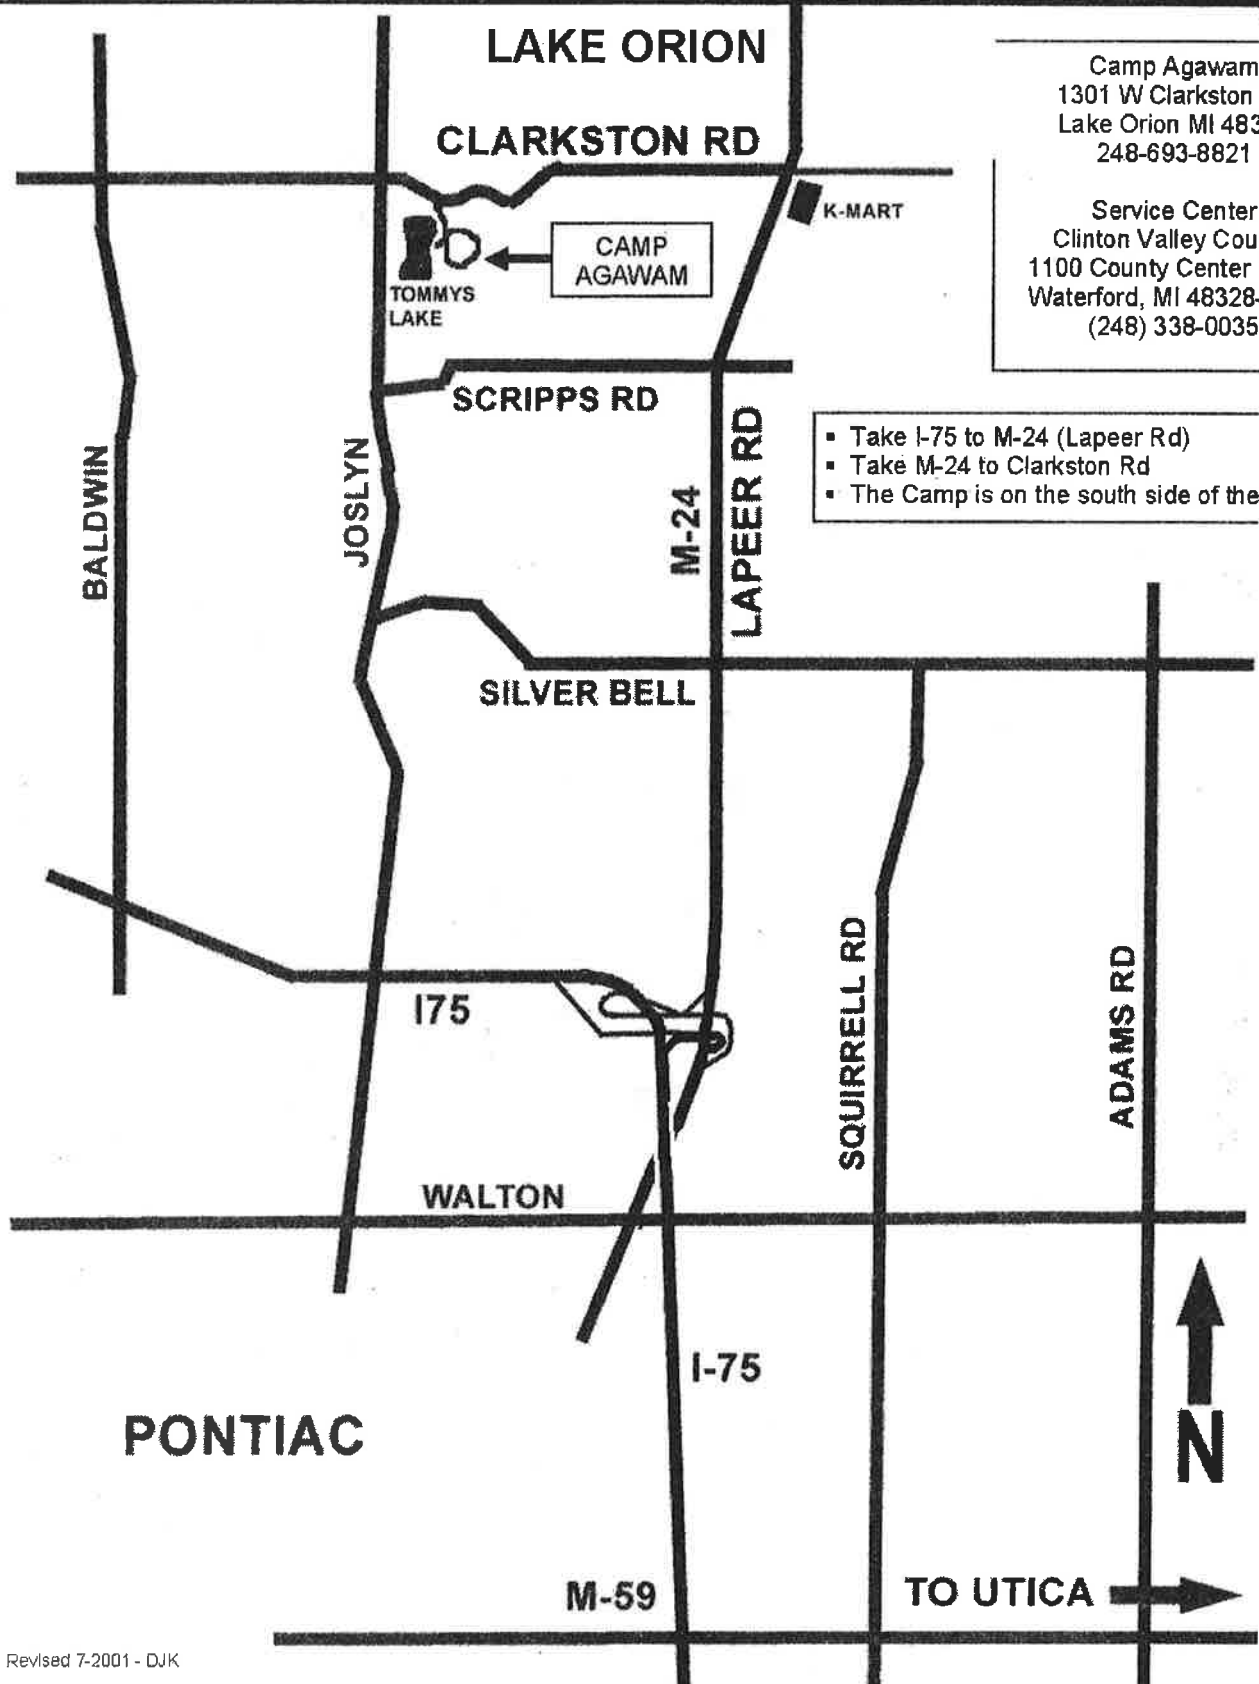 LAKE ORION
Camp Agawam
1301 W Clarkston
Lake Orion MI 483
248-693-8821
CLARKSTON RD
K-MART
Service Center
Clinton Valley Cou
1100 County Center
Waterford, MI 48328-
(248) 338-0035
CAMP
AGAWAM
TOMMYS
LAKE
SCRIPPS RD
▪ Take I-75 to M-24 (Lapeer Rd)
▪ Take M-24 to Clarkston Rd
▪ The Camp is on the south side of the
BALDWIN
JOSLYN
M-24
LAPEER RD
SILVER BELL
I75
SQUIRRELL RD
ADAMS RD
WALTON
I-75
PONTIAC
N
M-59
TO UTICA
Revised 7-2001 - DJK